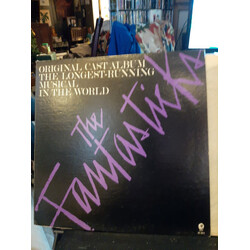 ORIGINAL CAST ALBUM
THE LONGEST-RUNNING
MUSICAL
IN THE WORLD
The
Fantasticks